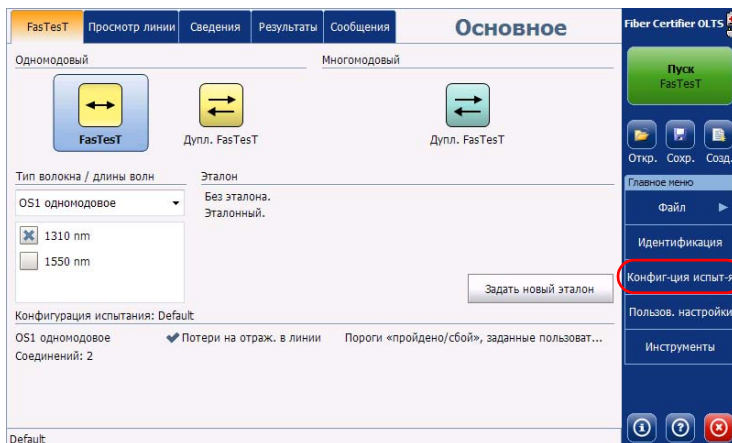 FasTesT
Просмотр линии
Сведения
Результаты
Сообщения
Основное
Fiber Certifier OLTS
Одномодовый
Многомодовый
FasTesT
Дупл. FasTesT
Дупл. FasTesT
Тип волокна / длины волн
Эталон
OS1 одномодовое
Без эталона.
Эталонный.
1310 nm
1550 nm
Задать новый эталон
Конфигурация испытания: Default
OS1 одномодовое
Потери на отраж. в линии
Пороги «пройдено/сбой», заданные пользоват...
Соединений: 2
Default
Пуск
FasTesT
Откр.
Сохр.
Созд.
Главное меню
Файл
Идентификация
Конфиг-ция испыт-я
Пользов. настройки
Инструменты